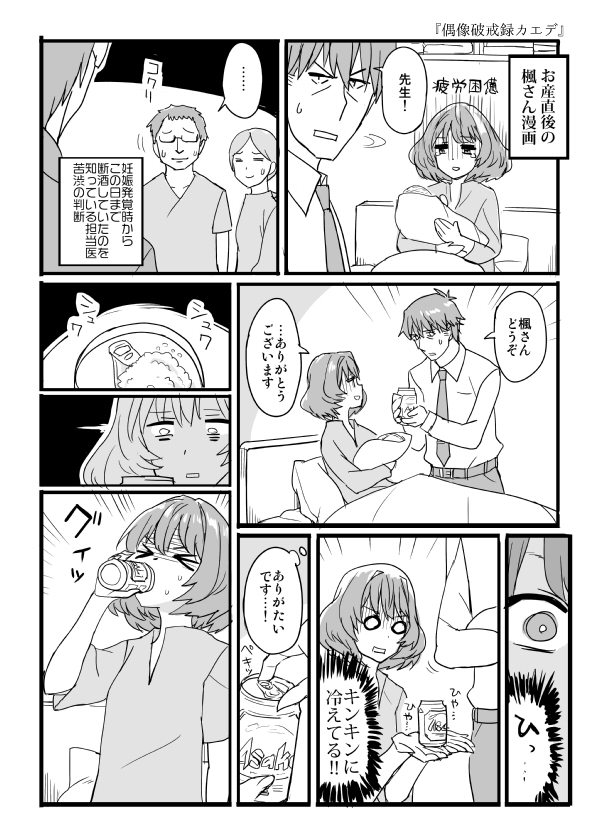 『偶像破戒録カエデ』
お産直後の
楓さん漫画
疲労困憊
先生!
……
コクリ
妊娠発覚時から
この日まで
断酒していたのを
知っている担当医
苦渋の判断
楓さん
どうぞ
…ありがとう
ございます
シュワ
シュワ
ひっ…
ひや…
ひや…
キンキンに
冷えてる!!
ありがたい
です…!
ペキッ
Asak
グイッ